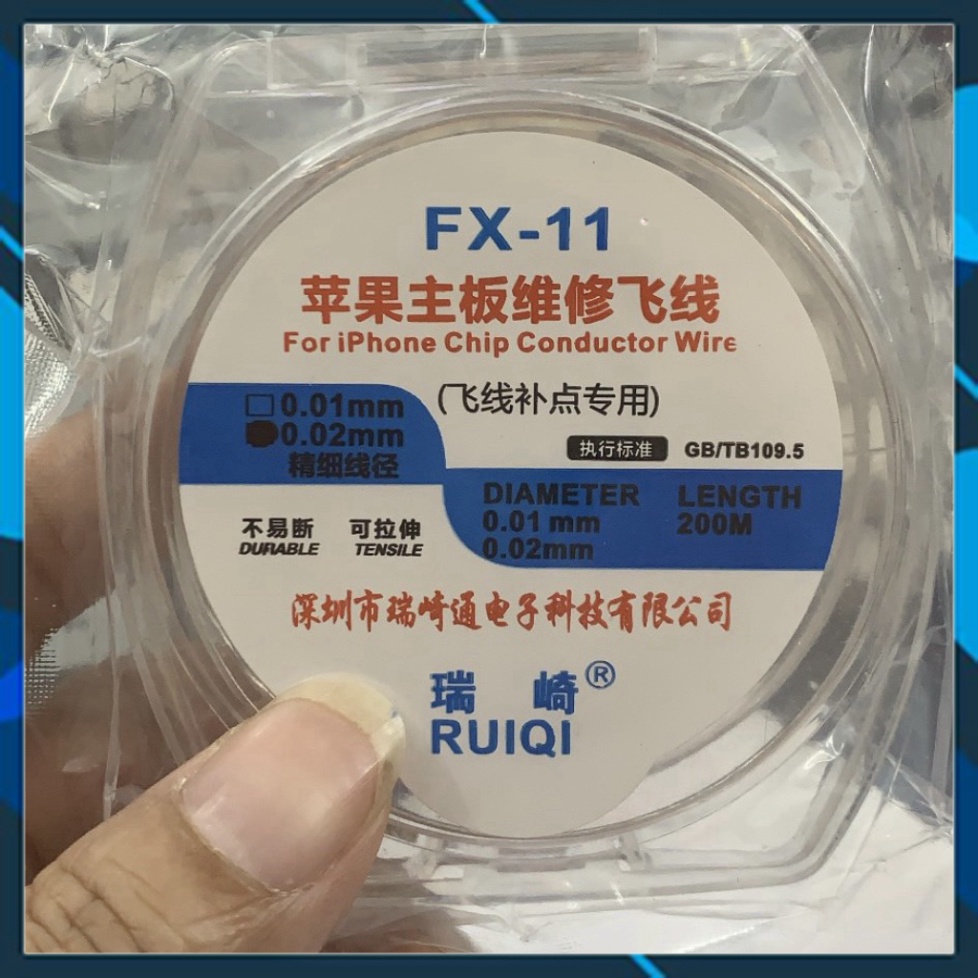 FX-11
苹果主板维修飞线
For iPhone Chip Conductor Wire
(飞线补点专用)
0.01mm
0.02mm
精细线径
执行标准 GB/TB109.5
DIAMETER LENGTH
0.01 mm 200M
0.02mm
不易断 可拉伸
DURABLE TENSILE
深圳市瑞崎通电子科技有限公司
瑞崎®
RUIQI